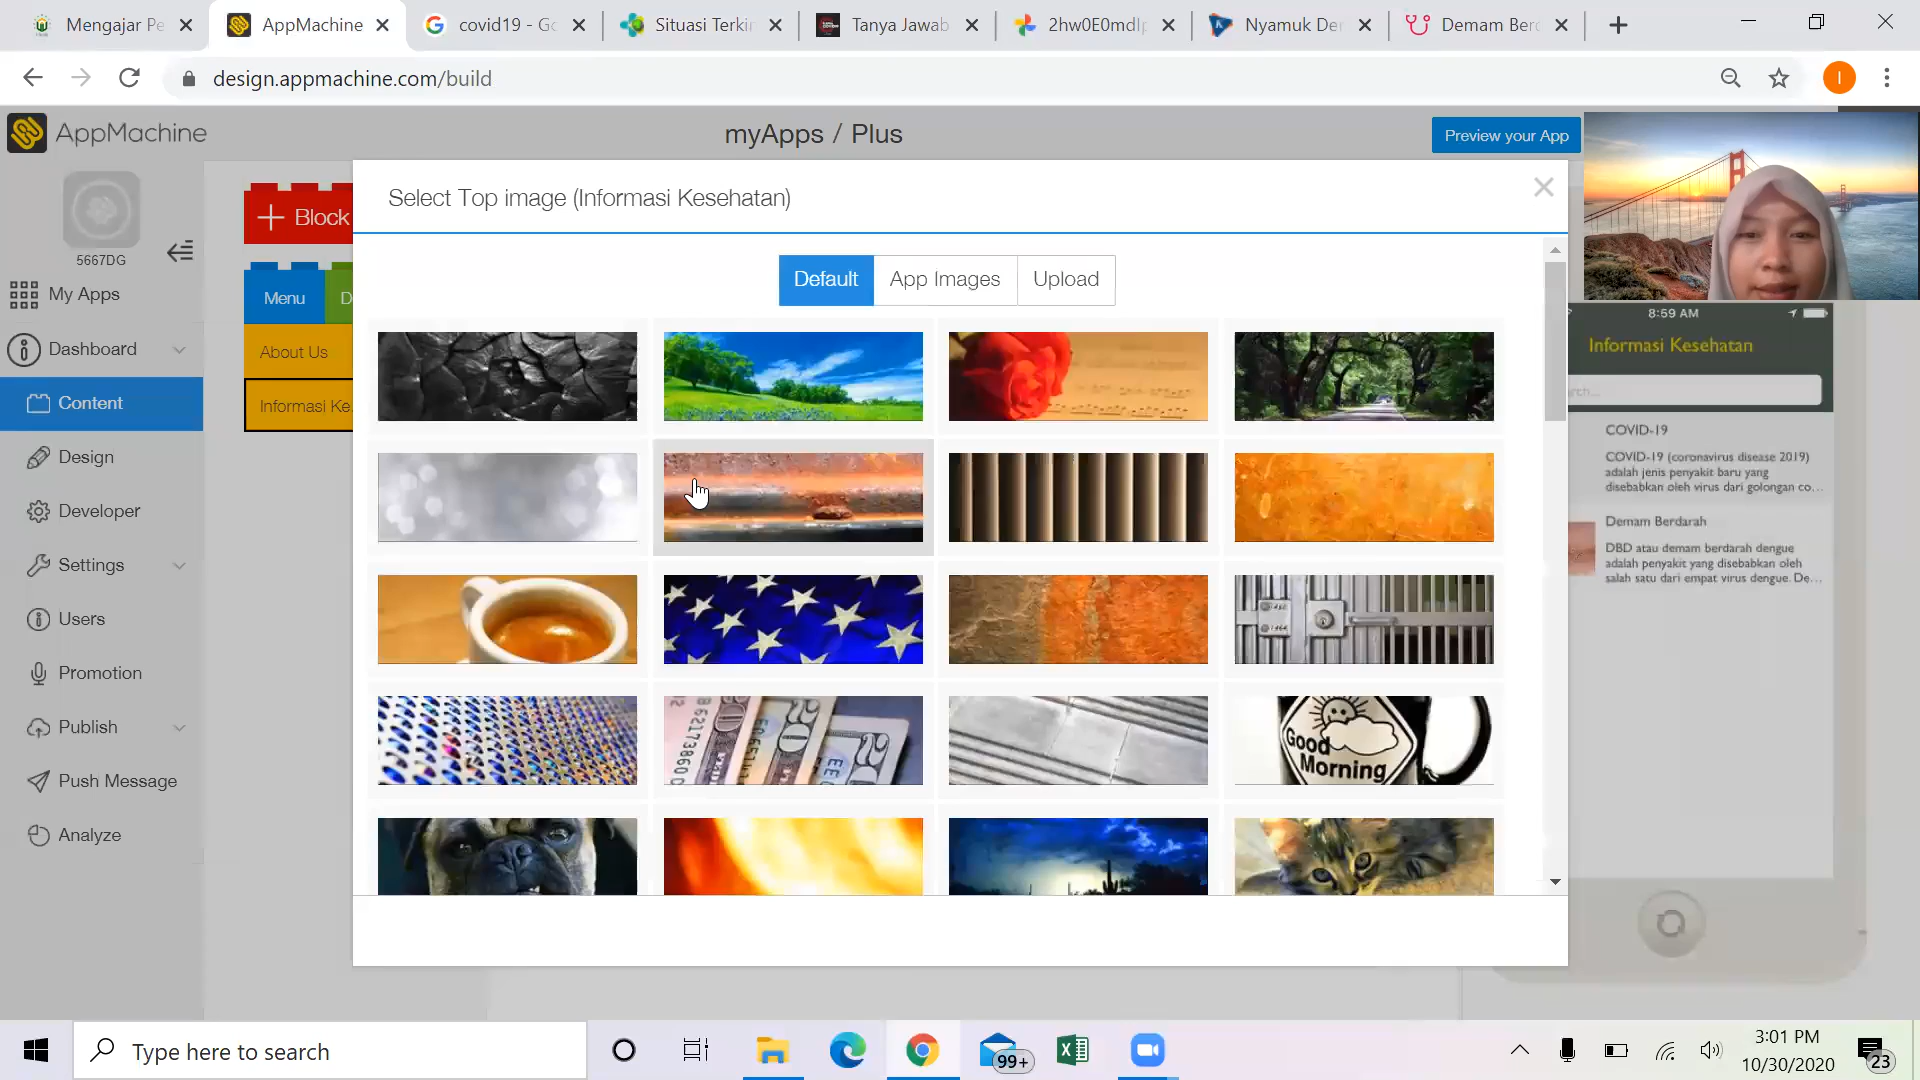 Mengajar Pe
AppMachine
covid19 - Go
Situasi Terkin
Tanya Jawab
2hw0E0mdIp
Nyamuk De
Demam Berd
design.appmachine.com/build
I
AppMachine
myApps / Plus
Preview your App
5667DG
My Apps
Dashboard
Content
Design
Developer
Settings
Users
Promotion
Publish
Push Message
Analyze
Block
Menu
D
About Us
Informasi Ke...
Select Top image (Informasi Kesehatan)
Default
App Images
Upload
Good
Morning
8:59 AM
Informasi Kesehatan
COVID-19
COVID-19 (coronavirus disease 2019)
adalah jenis penyakit baru yang
disebabkan oleh virus dari golongan co...
Demam Berdarah
DBD atau demam berdarah dengue
adalah penyakit yang disebabkan oleh
salah satu dari empat virus dengue. De...
Type here to search
99+
3:01 PM
10/30/2020
23